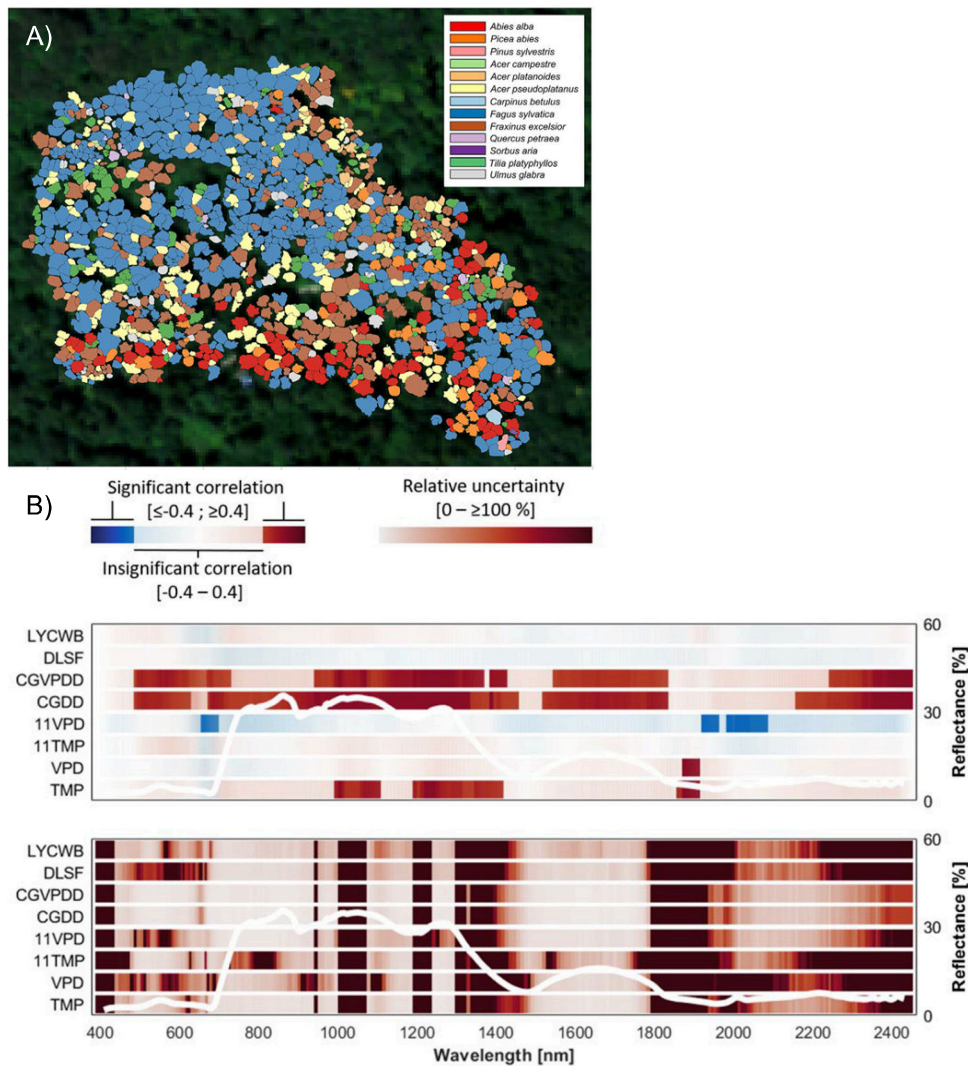 A)
Abies alba
Picea abies
Pinus sylvestris
Acer campestre
Acer platanoides
Acer pseudoplatanus
Carpinus betulus
Fagus sylvatica
Fraxinus excelsior
Quercus petraea
Sorbus aria
Tilia platyphyllos
Ulmus glabra
B)
Significant correlation
[≤-0.4 ; ≥0.4]
Insignificant correlation
[-0.4 – 0.4]
Relative uncertainty
[0 – ≥100 %]
LYCWB
DLSF
CGVPDD
CGDD
11VPD
11TMP
VPD
TMP
60
30
0
Reflectance [%]
LYCWB
DLSF
CGVPDD
CGDD
11VPD
11TMP
VPD
TMP
60
30
0
Reflectance [%]
400 600 800 1000 1200 1400 1600 1800 2000 2200 2400
Wavelength [nm]